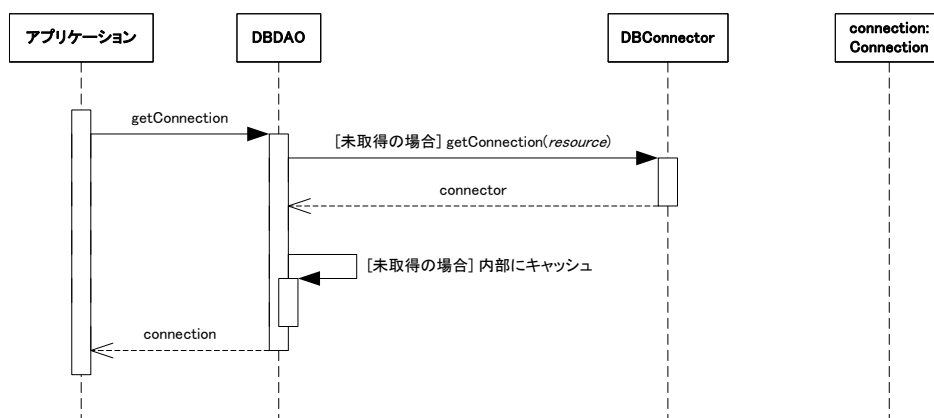 アプリケーション
DBDAO
DBConnector
connection:
Connection
getConnection
[未取得の場合] getConnection(resource)
connector
[未取得の場合] 内部にキャッシュ
connection